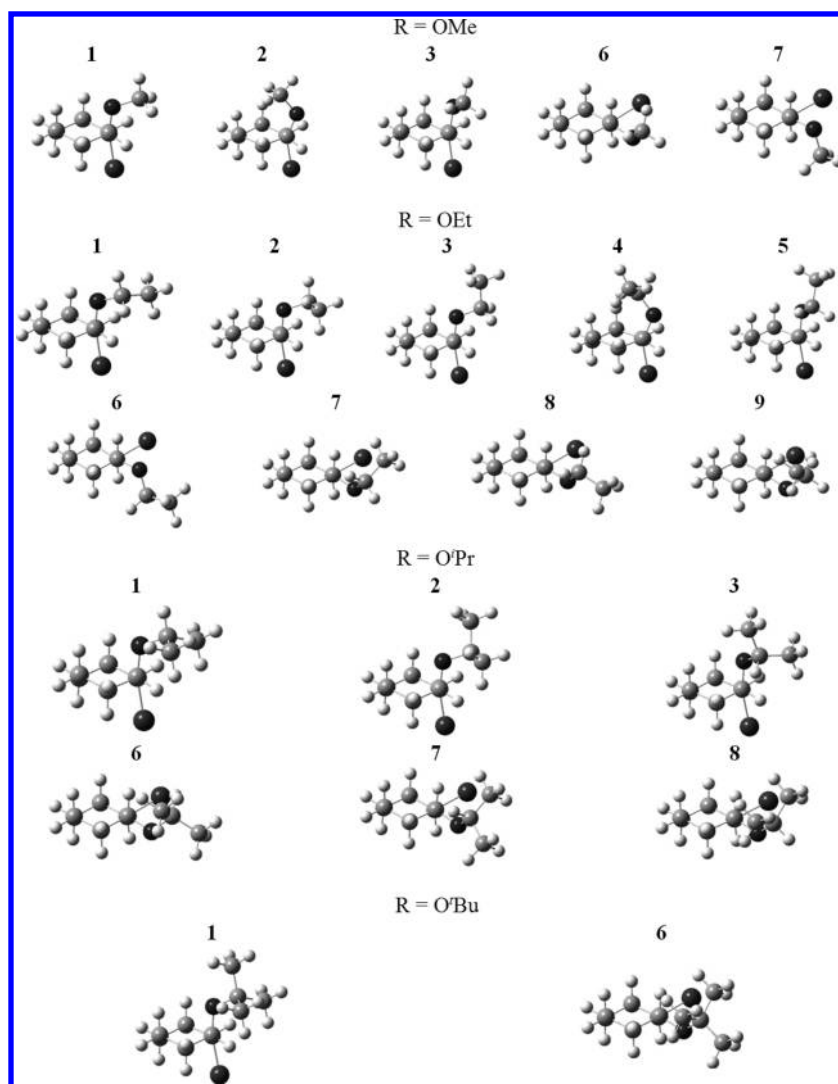 R = OMe
1 2 3 6 7
R = OEt
1 2 3 4 5
6 7 8 9
R = OⁱPr
1 2 3
6 7 8
R = OᵗBu
1 6